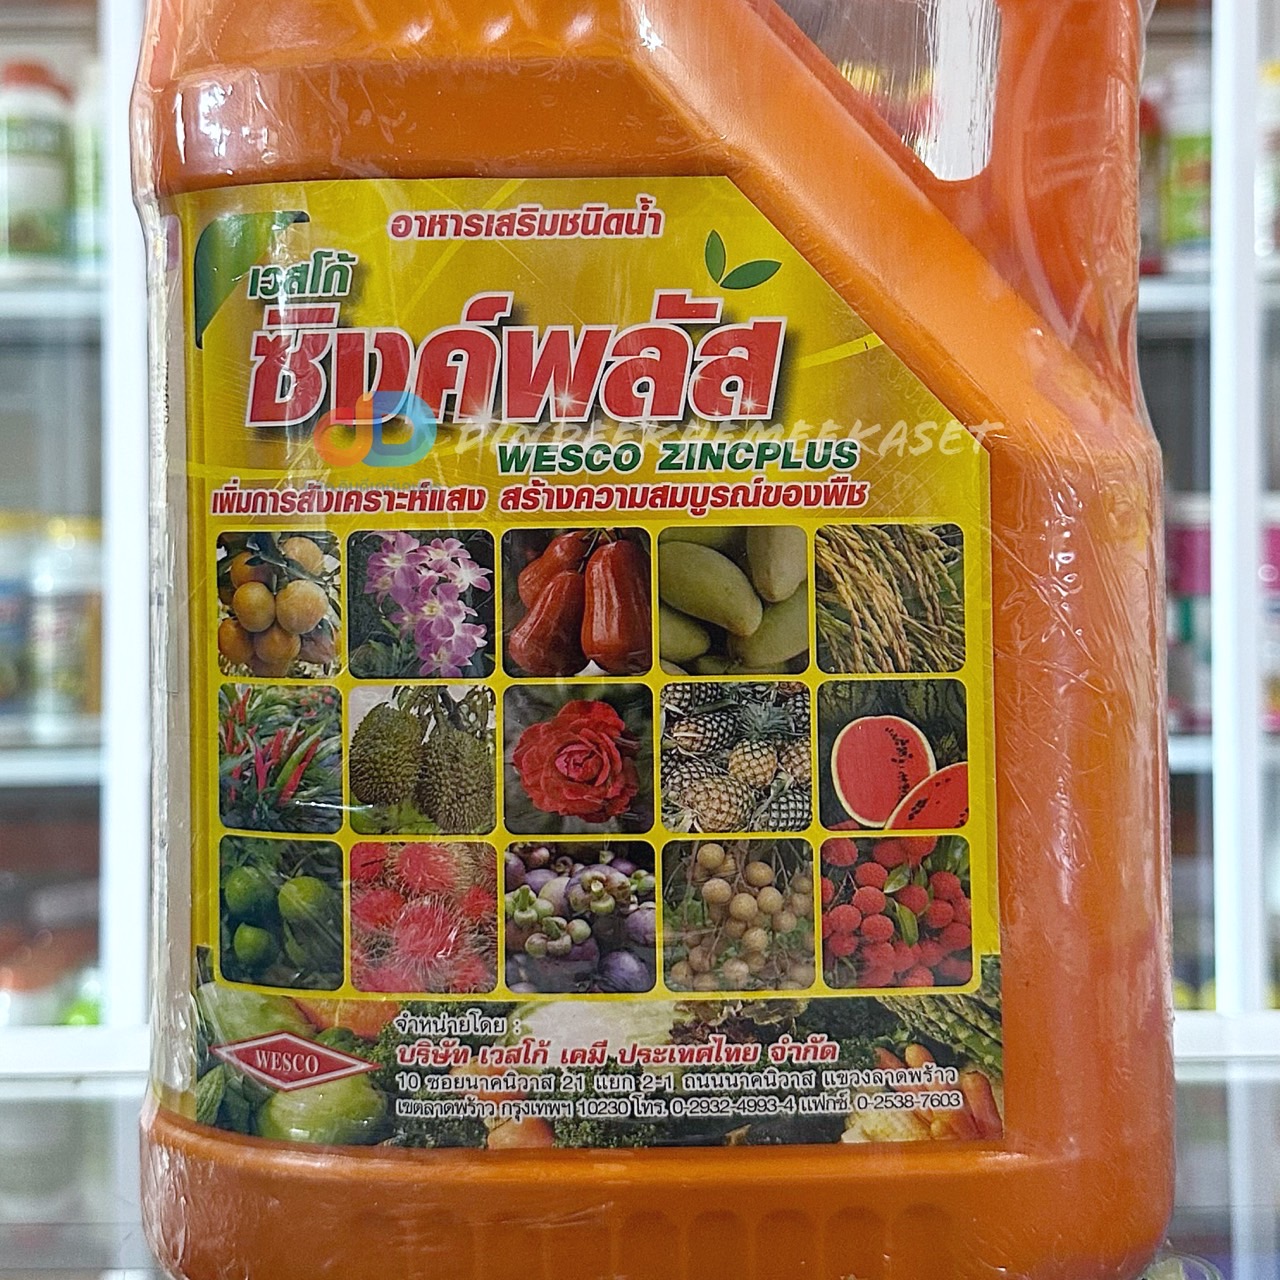 อาหารเสริมชนิดน้ำ
เวสโก้
ซิงค์พลัส
DINDEEKHEMEEKASET
WESCO ZINCPLUS
เพิ่มการสังเคราะห์แสง สร้างความสมบูรณ์ของพืช
จำหน่ายโดย :
WESCO
บริษัท เวสโก้ เคมี ประเทศไทย จำกัด
10 ซอยนาคนิวาส 21 แยก 2-1 ถนนนาคนิวาส แขวงลาดพร้าว
เขตลาดพร้าว กรุงเทพฯ 10230 โทร. 0-2932-4993-4 แฟกซ์. 0-2538-7603